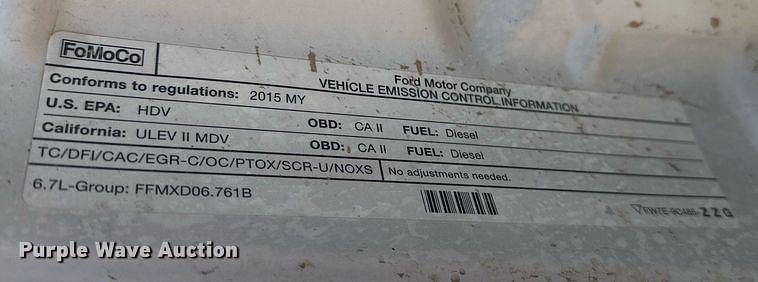 FoMoCo
Ford Motor Company
VEHICLE EMISSION CONTROL INFORMATION
Conforms to regulations: 2015 MY
U.S. EPA: HDV OBD: CA II FUEL: Diesel
California: ULEV II MDV OBD: CA II FUEL: Diesel
TC/DFI/CAC/EGR-C/OC/PTOX/SCR-U/NOXS No adjustments needed.
6.7L-Group: FFMXD06.761B
ZZG
Purple Wave Auction